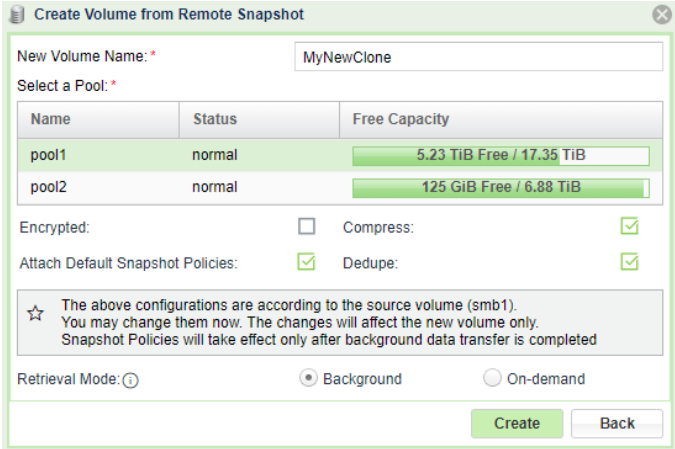 Create Volume from Remote Snapshot
New Volume Name: * MyNewClone
Select a Pool: *
Name Status Free Capacity
pool1 normal 5.23 TiB Free / 17.35 TiB
pool2 normal 125 GiB Free / 6.88 TiB
Encrypted: Compress:
Attach Default Snapshot Policies: Dedupe:
The above configurations are according to the source volume (smb1).
You may change them now. The changes will affect the new volume only.
Snapshot Policies will take effect only after background data transfer is completed
Retrieval Mode: Background On-demand
Create Back